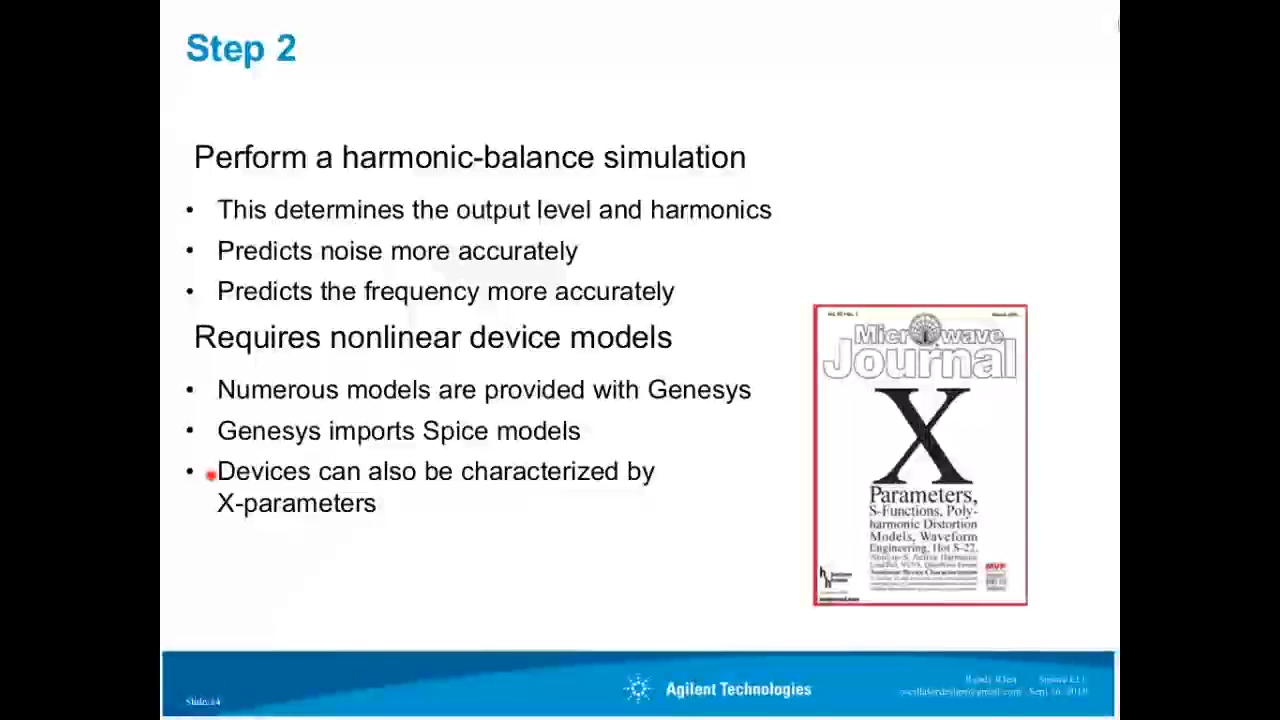 Step 2
Perform a harmonic-balance simulation
• This determines the output level and harmonics
• Predicts noise more accurately
• Predicts the frequency more accurately
Requires nonlinear device models
• Numerous models are provided with Genesys
• Genesys imports Spice models
• Devices can also be characterized by
X-parameters
Microwave
Journal
X
Parameters,
S-Functions, Poly-
harmonic Distortion
Models, Waveform
Engineering, Hot S-22,
MVP
Slide 14
Agilent Technologies